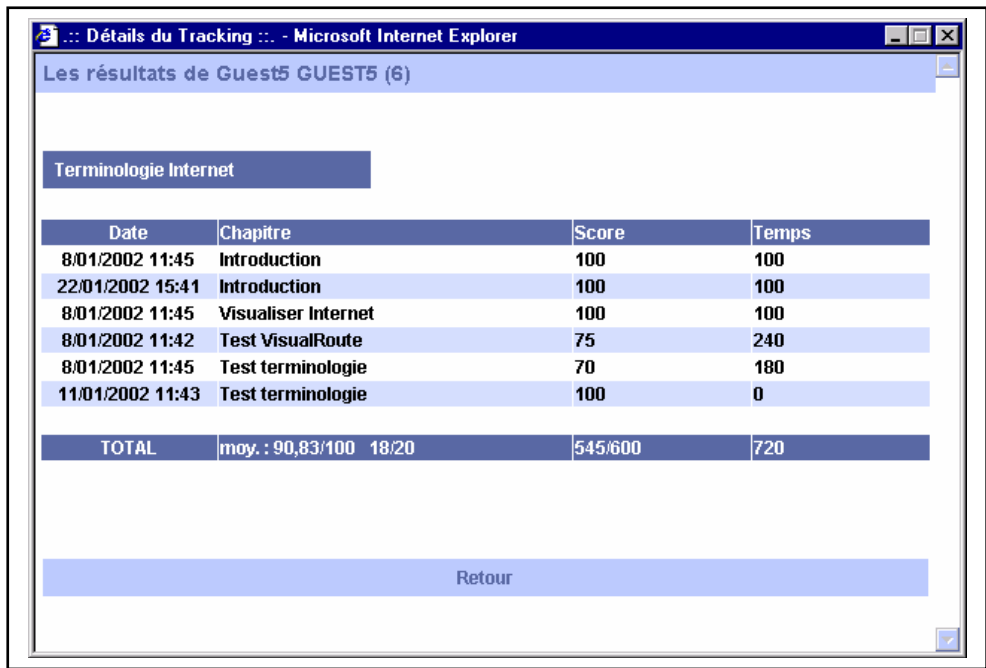 .:: Détails du Tracking ::. - Microsoft Internet Explorer
Les résultats de Guest5 GUEST5 (6)
Terminologie Internet
Date Chapitre Score Temps
8/01/2002 11:45 Introduction 100 100
22/01/2002 15:41 Introduction 100 100
8/01/2002 11:45 Visualiser Internet 100 100
8/01/2002 11:42 Test VisualRoute 75 240
8/01/2002 11:45 Test terminologie 70 180
11/01/2002 11:43 Test terminologie 100 0
TOTAL moy. : 90,83/100 18/20 545/600 720
Retour